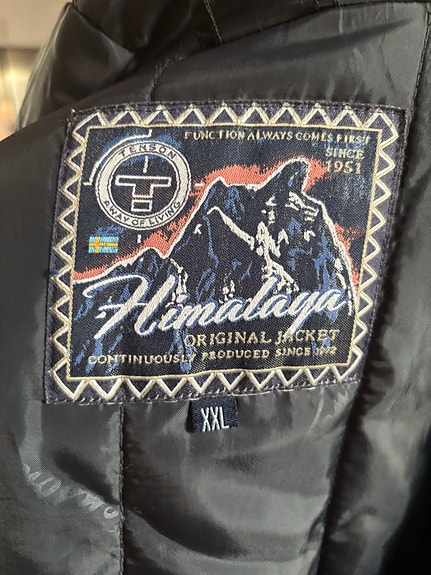 FUNCTION ALWAYS COMES FIRST
SINCE
1951
TENSON
A WAY OF LIVING
Himalaya
ORIGINAL JACKET
CONTINUOUSLY PRODUCED SINCE 1972
XXL